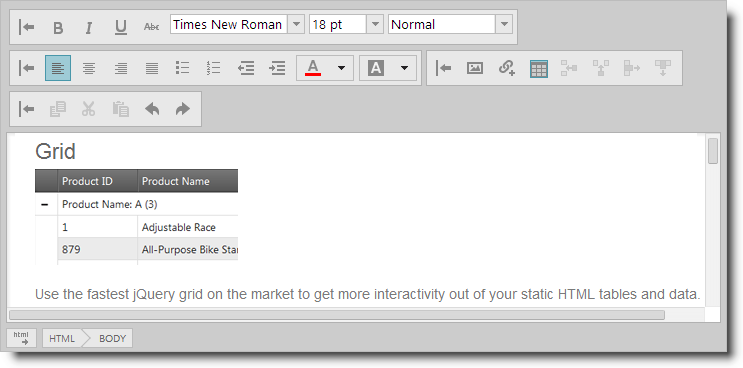 B I U Abc Times New Roman 18 pt Normal
A A
Grid
Product ID Product Name
Product Name: A (3)
1 Adjustable Race
879 All-Purpose Bike Star
Use the fastest jQuery grid on the market to get more interactivity out of your static HTML tables and data.
html HTML BODY